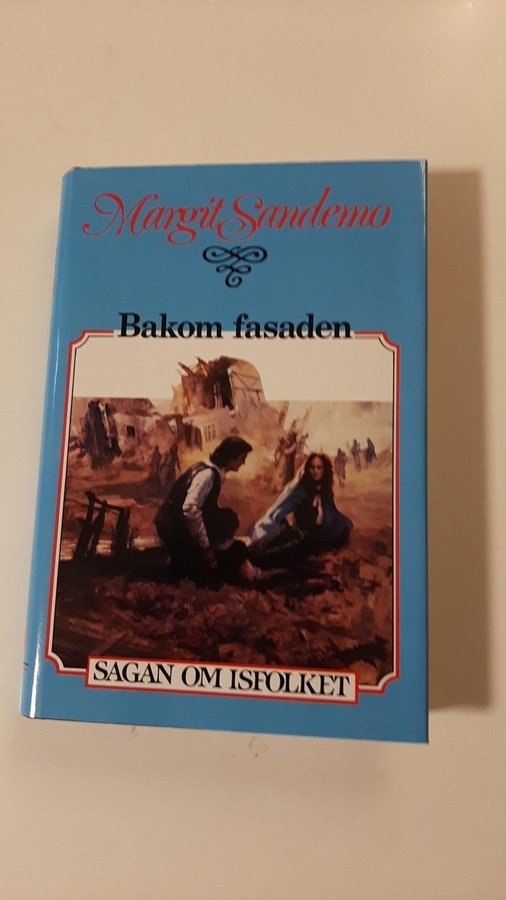 Margit Sandemo
Bakom fasaden
SAGAN OM ISFOLKET